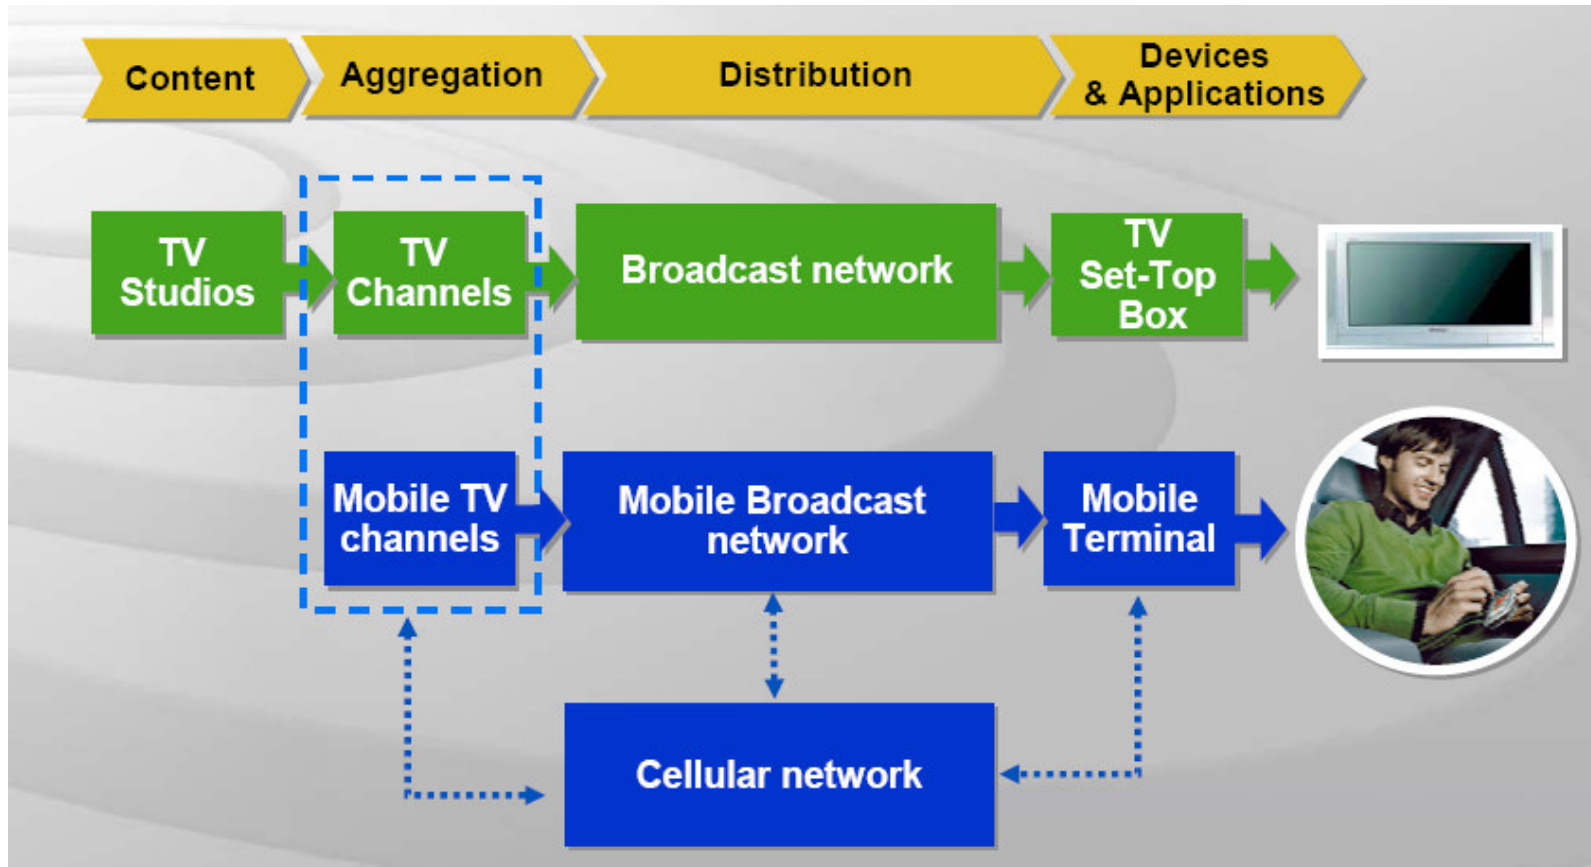 Content
Aggregation
Distribution
Devices
& Applications
TV
Studios
TV
Channels
Broadcast network
TV
Set-Top
Box
Mobile TV
channels
Mobile Broadcast
network
Mobile
Terminal
Cellular network